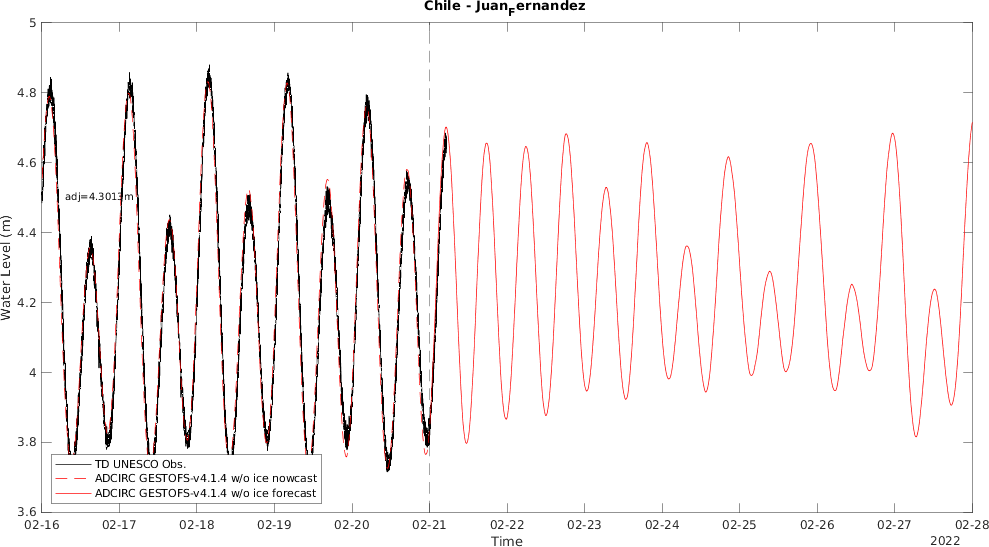 Chile - JuanFernandez
5
4.8
4.6
4.4
4.2
4
3.8
3.6
Water Level (m)
adj=4.3013m
TD UNESCO Obs.
ADCIRC GESTOFS-v4.1.4 w/o ice nowcast
ADCIRC GESTOFS-v4.1.4 w/o ice forecast
02-16 02-17 02-18 02-19 02-20 02-21 02-22 02-23 02-24 02-25 02-26 02-27 02-28
Time
2022